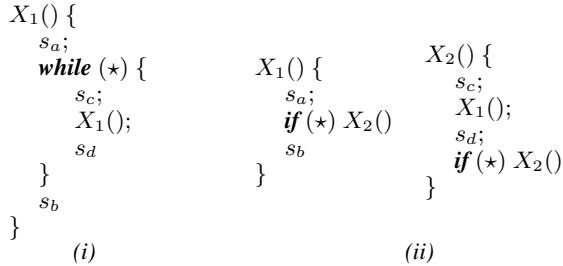 X₁() {
s_a;
while (⋆) {
s_c;
X₁();
s_d
}
s_b
}
(i)
X₁() {
s_a;
if (⋆) X₂()
s_b
}
X₂() {
s_c;
X₁();
s_d;
if (⋆) X₂()
}
(ii)